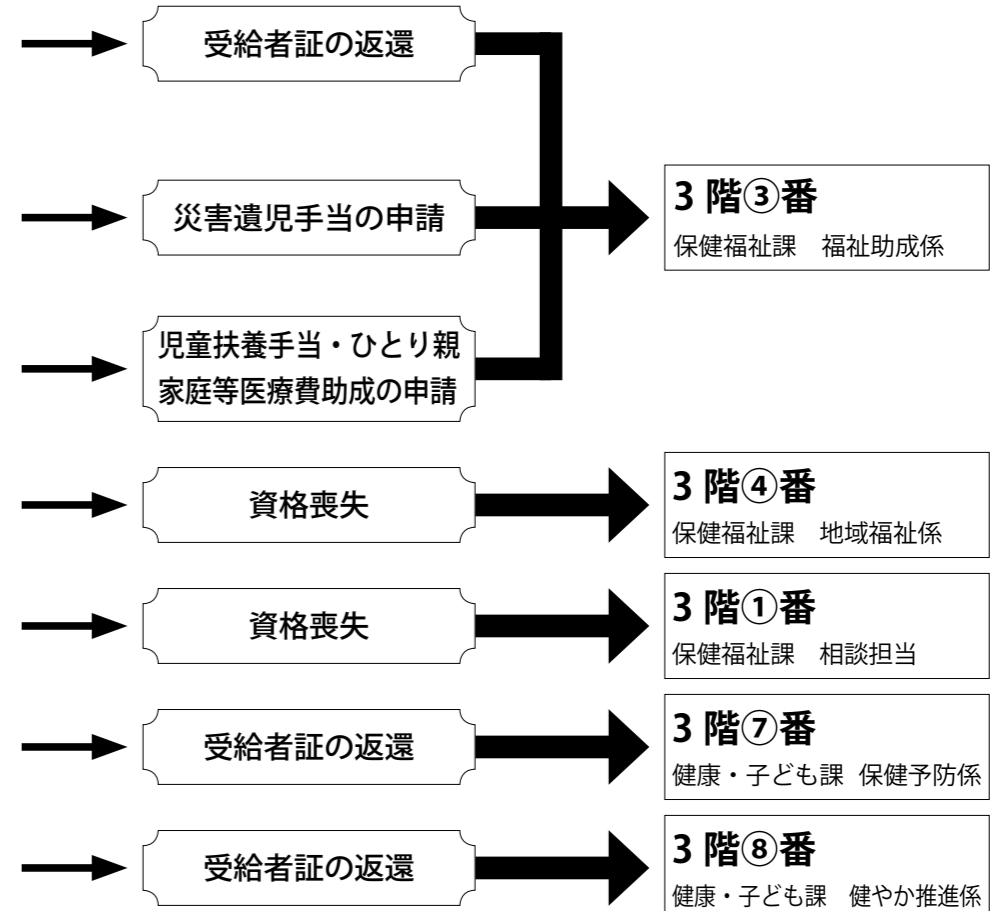 受給者証の返還
災害遺児手当の申請
3 階③番
保健福祉課　福祉助成係
児童扶養手当・ひとり親
家庭等医療費助成の申請
資格喪失
3 階④番
保健福祉課　地域福祉係
資格喪失
3 階①番
保健福祉課　相談担当
受給者証の返還
3 階⑦番
健康・子ども課 保健予防係
受給者証の返還
3 階⑧番
健康・子ども課　健やか推進係